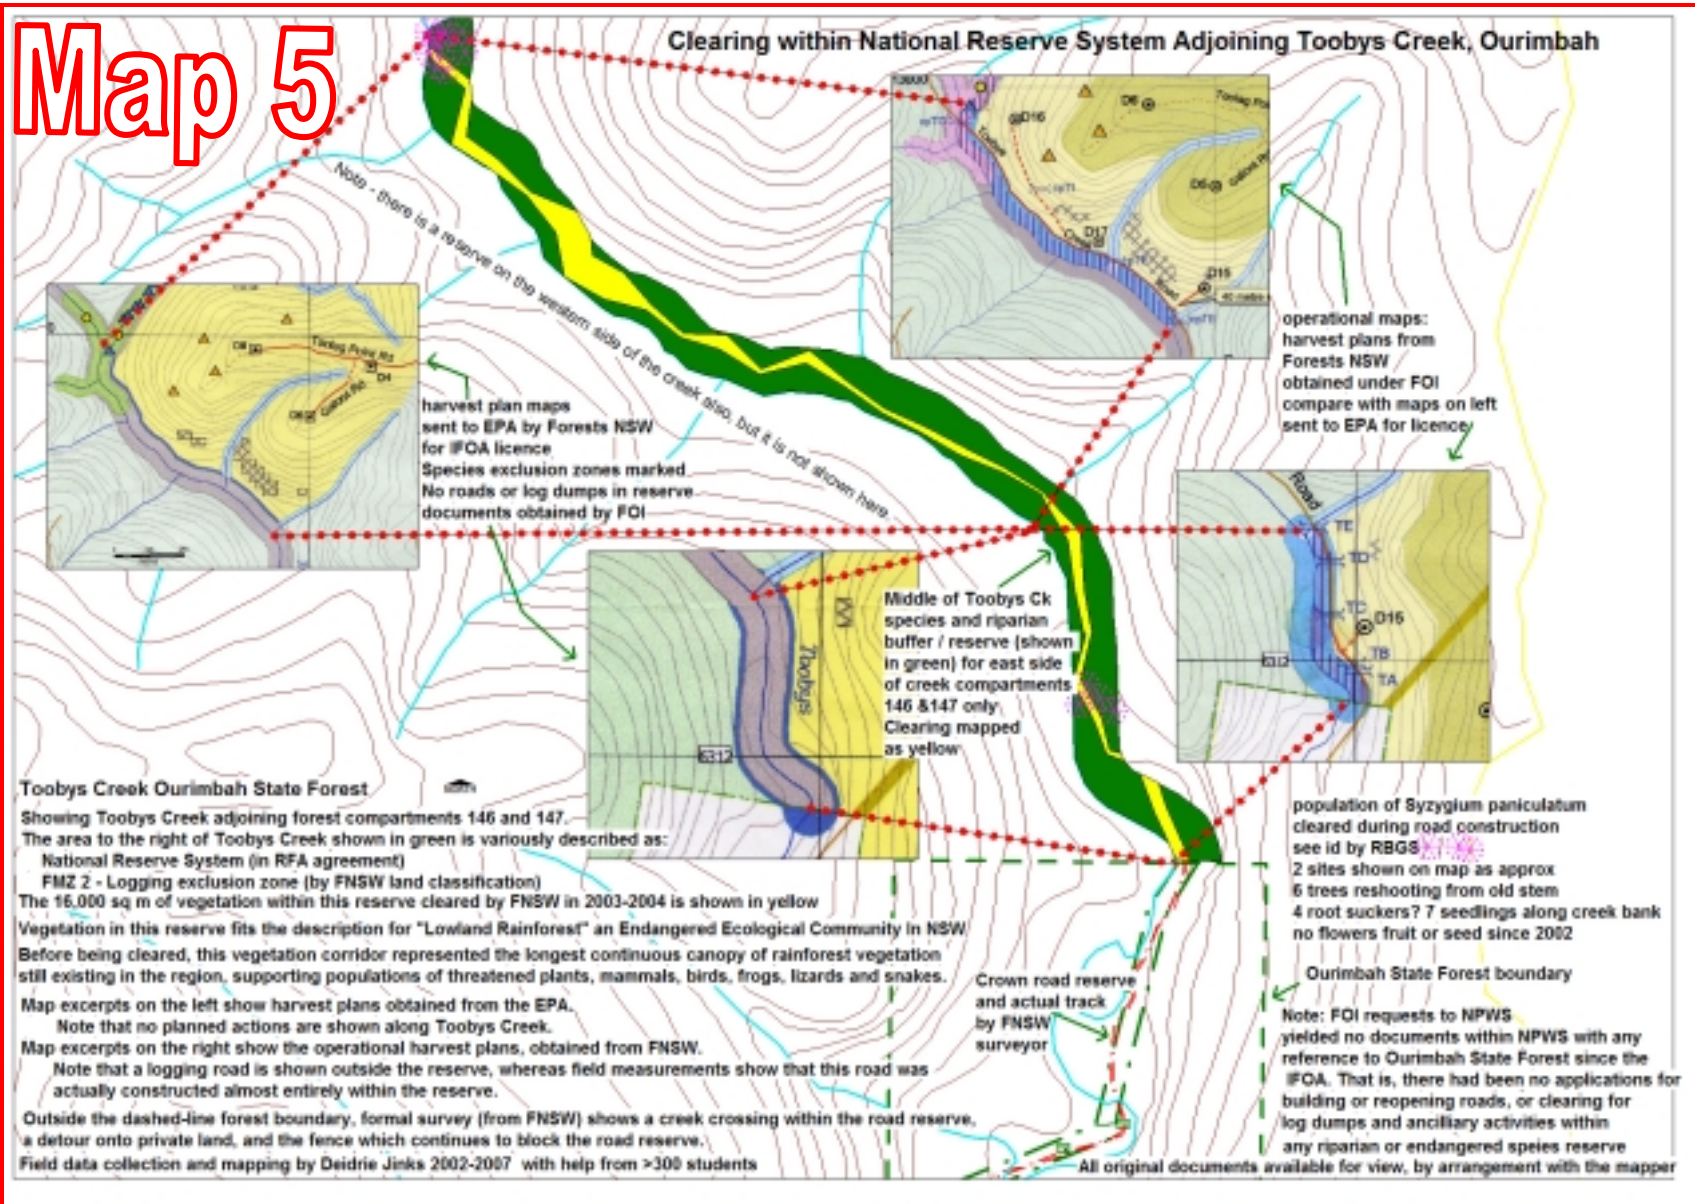 Map 5
Clearing within National Reserve System Adjoining Toobys Creek, Ourimbah
Note - there is a reserve on the western side of the creek also, but it is not shown here.
D16
D6
Toobys
D5
D17
D15
Road
operational maps:
harvest plans from
Forests NSW
obtained under FOI
compare with maps on left
sent to EPA for licence
D8
Toolag Point Rd
D4
D6
harvest plan maps
sent to EPA by Forests NSW
for IFOA licence
Species exclusion zones marked
No roads or log dumps in reserve
documents obtained by FOI
Road
TE
TD
TC
D15
TB
TA
6312
Toobys
6312
Middle of Toobys Ck
species and riparian
buffer / reserve (shown
in green) for east side
of creek compartments
146 &147 only
Clearing mapped
as yellow
Toobys Creek Ourimbah State Forest
Showing Toobys Creek adjoining forest compartments 146 and 147.
The area to the right of Toobys Creek shown in green is variously described as:
National Reserve System (in RFA agreement)
FMZ 2 - Logging exclusion zone (by FNSW land classification)
The 16,000 sq m of vegetation within this reserve cleared by FNSW in 2003-2004 is shown in yellow
Vegetation in this reserve fits the description for "Lowland Rainforest" an Endangered Ecological Community In NSW
Before being cleared, this vegetation corridor represented the longest continuous canopy of rainforest vegetation
still existing in the region, supporting populations of threatened plants, mammals, birds, frogs, lizards and snakes.
Map excerpts on the left show harvest plans obtained from the EPA.
Note that no planned actions are shown along Toobys Creek.
Map excerpts on the right show the operational harvest plans, obtained from FNSW.
Note that a logging road is shown outside the reserve, whereas field measurements show that this road was
actually constructed almost entirely within the reserve.
Outside the dashed-line forest boundary, formal survey (from FNSW) shows a creek crossing within the road reserve,
a detour onto private land, and the fence which continues to block the road reserve.
Field data collection and mapping by Deidrie Jinks 2002-2007 with help from >300 students
Crown road reserve
and actual track
by FNSW
surveyor
population of Syzygium paniculatum
cleared during road construction
see id by RBGS
2 sites shown on map as approx
6 trees reshooting from old stem
4 root suckers? 7 seedlings along creek bank
no flowers fruit or seed since 2002
Ourimbah State Forest boundary
Note: FOI requests to NPWS
yielded no documents within NPWS with any
reference to Ourimbah State Forest since the
IFOA. That is, there had been no applications for
building or reopening roads, or clearing for
log dumps and ancilliary activities within
any riparian or endangered speies reserve
All original documents available for view, by arrangement with the mapper